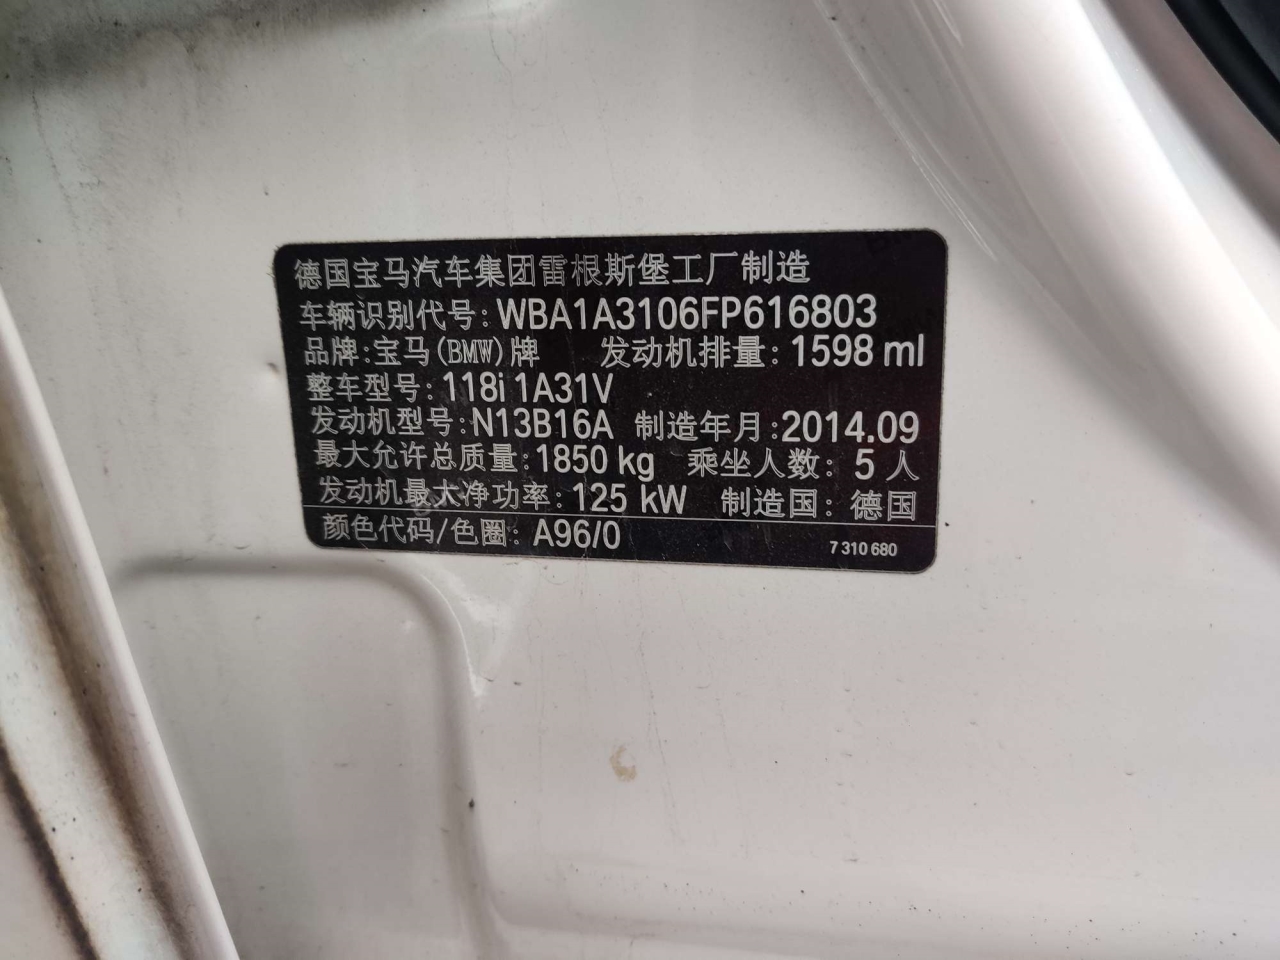 德国宝马汽车集团雷根斯堡工厂制造
车辆识别代号: WBA1A3106FP616803
品牌: 宝马(BMW)牌 发动机排量: 1598 ml
整车型号: 118i 1A31V
发动机型号: N13B16A 制造年月: 2014.09
最大允许总质量: 1850 kg 乘坐人数: 5 人
发动机最大净功率: 125 kW 制造国: 德国
颜色代码/色圈: A96/0 7 310 680